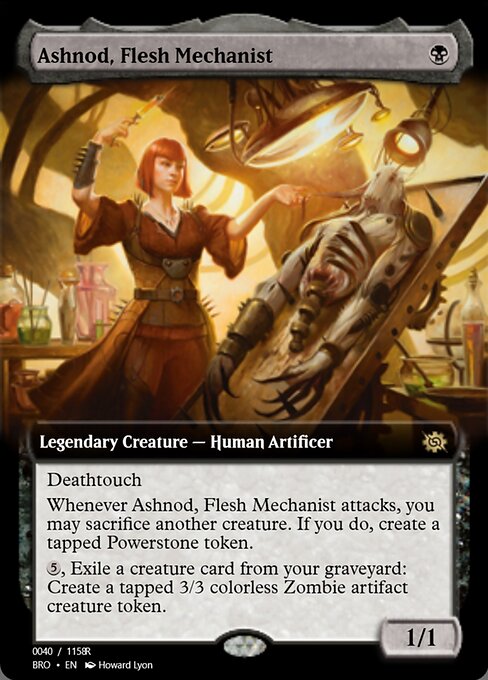 Ashnod, Flesh Mechanist
Legendary Creature — Human Artificer
Deathtouch
Whenever Ashnod, Flesh Mechanist attacks, you
may sacrifice another creature. If you do, create a
tapped Powerstone token.
5, Exile a creature card from your graveyard:
Create a tapped 3/3 colorless Zombie artifact
creature token.
1/1
0040 / 1158R
BRO • EN Howard Lyon